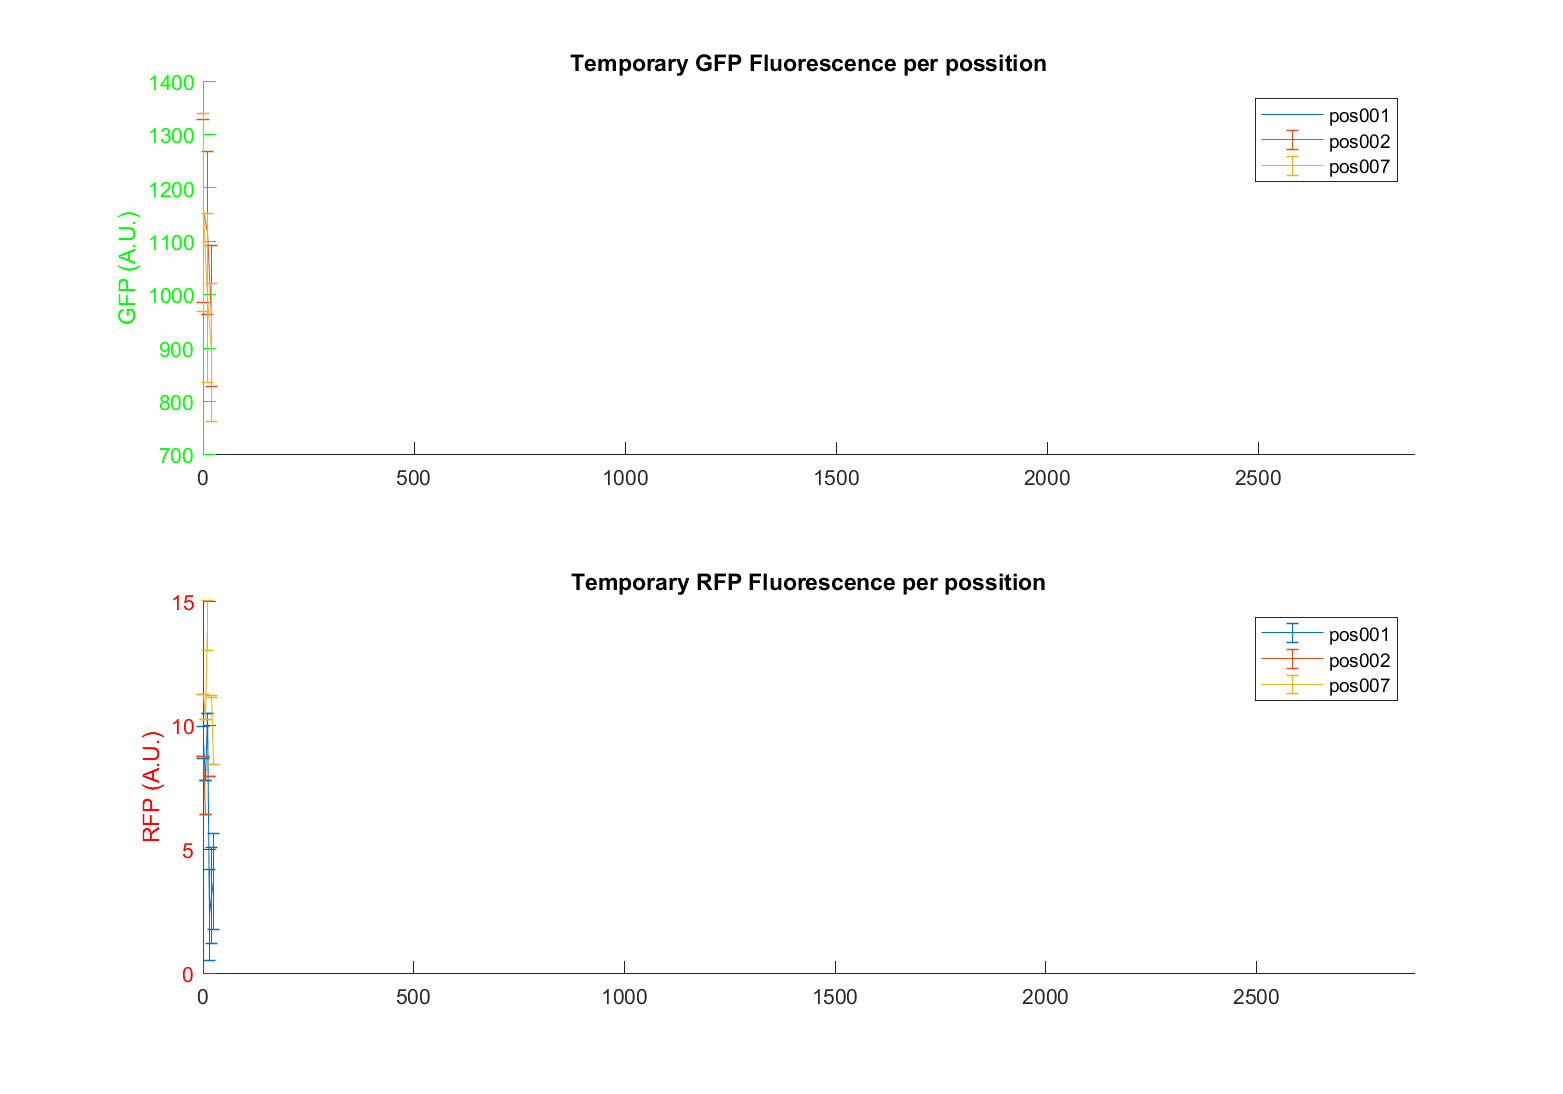 Temporary GFP Fluorescence per possition
1400
1300
1200
1100
1000
900
800
700
GFP (A.U.)
0 500 1000 1500 2000 2500
pos001
pos002
pos007
Temporary RFP Fluorescence per possition
15
10
5
0
RFP (A.U.)
0 500 1000 1500 2000 2500
pos001
pos002
pos007